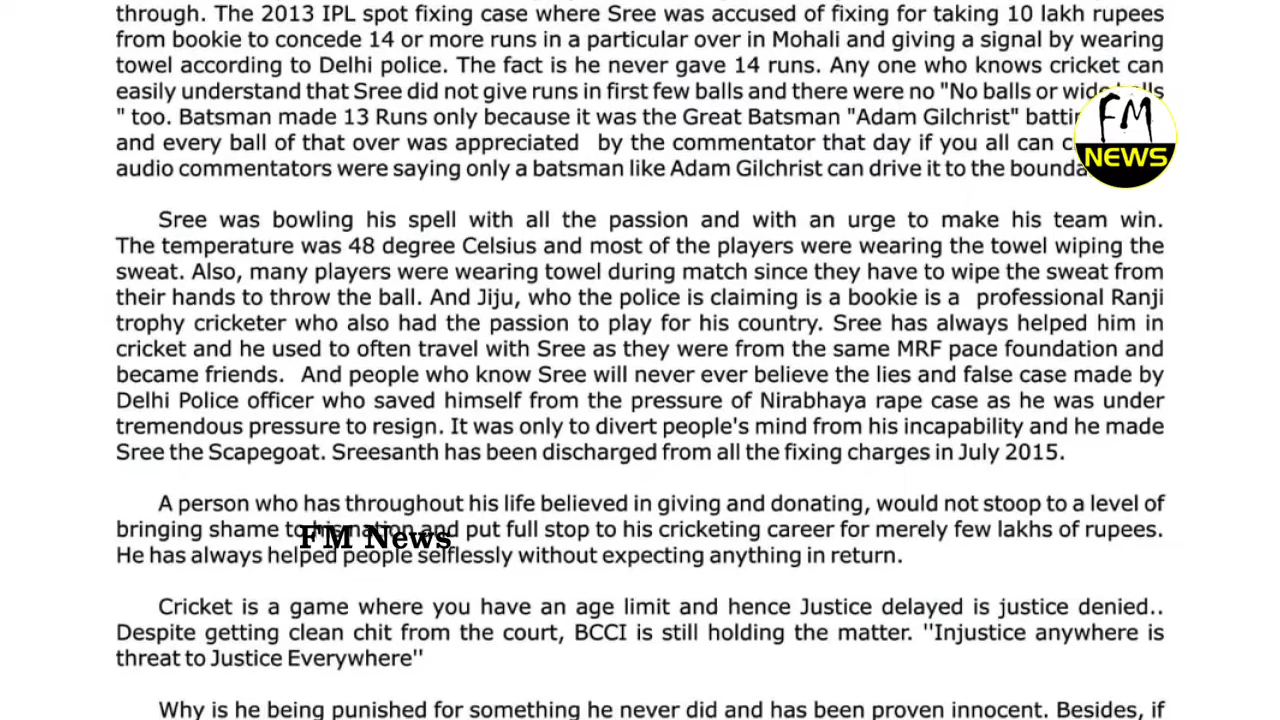 through. The 2013 IPL spot fixing case where Sree was accused of fixing for taking 10 lakh rupees
from bookie to concede 14 or more runs in a particular over in Mohali and giving a signal by wearing
towel according to Delhi police. The fact is he never gave 14 runs. Any one who knows cricket can
easily understand that Sree did not give runs in first few balls and there were no "No balls or wide balls
" too. Batsman made 13 Runs only because it was the Great Batsman "Adam Gilchrist"
and every ball of that over was appreciated by the commentator that day if you all can
audio commentators were saying only a batsman like Adam Gilchrist can drive it to the
FM
NEWS
Sree was bowling his spell with all the passion and with an urge to make his team win.
The temperature was 48 degree Celsius and most of the players were wearing the towel wiping the
sweat. Also, many players were wearing towel during match since they have to wipe the sweat from
their hands to throw the ball. And Jiju, who the police is claiming is a bookie is a professional Ranji
trophy cricketer who also had the passion to play for his country. Sree has always helped him in
cricket and he used to often travel with Sree as they were from the same MRF pace foundation and
became friends. And people who know Sree will never ever believe the lies and false case made by
Delhi Police officer who saved himself from the pressure of Nirabhaya rape case as he was under
tremendous pressure to resign. It was only to divert people's mind from his incapability and he made
Sree the Scapegoat. Sreesanth has been discharged from all the fixing charges in July 2015.
A person who has throughout his life believed in giving and donating, would not stoop to a level of
bringing shame to his nation and put full stop to his cricketing career for merely few lakhs of rupees.
FM News
He has always helped people selflessly without expecting anything in return.
Cricket is a game where you have an age limit and hence Justice delayed is justice denied..
Despite getting clean chit from the court, BCCI is still holding the matter. "Injustice anywhere is
threat to Justice Everywhere"
Why is he being punished for something he never did and has been proven innocent. Besides, if